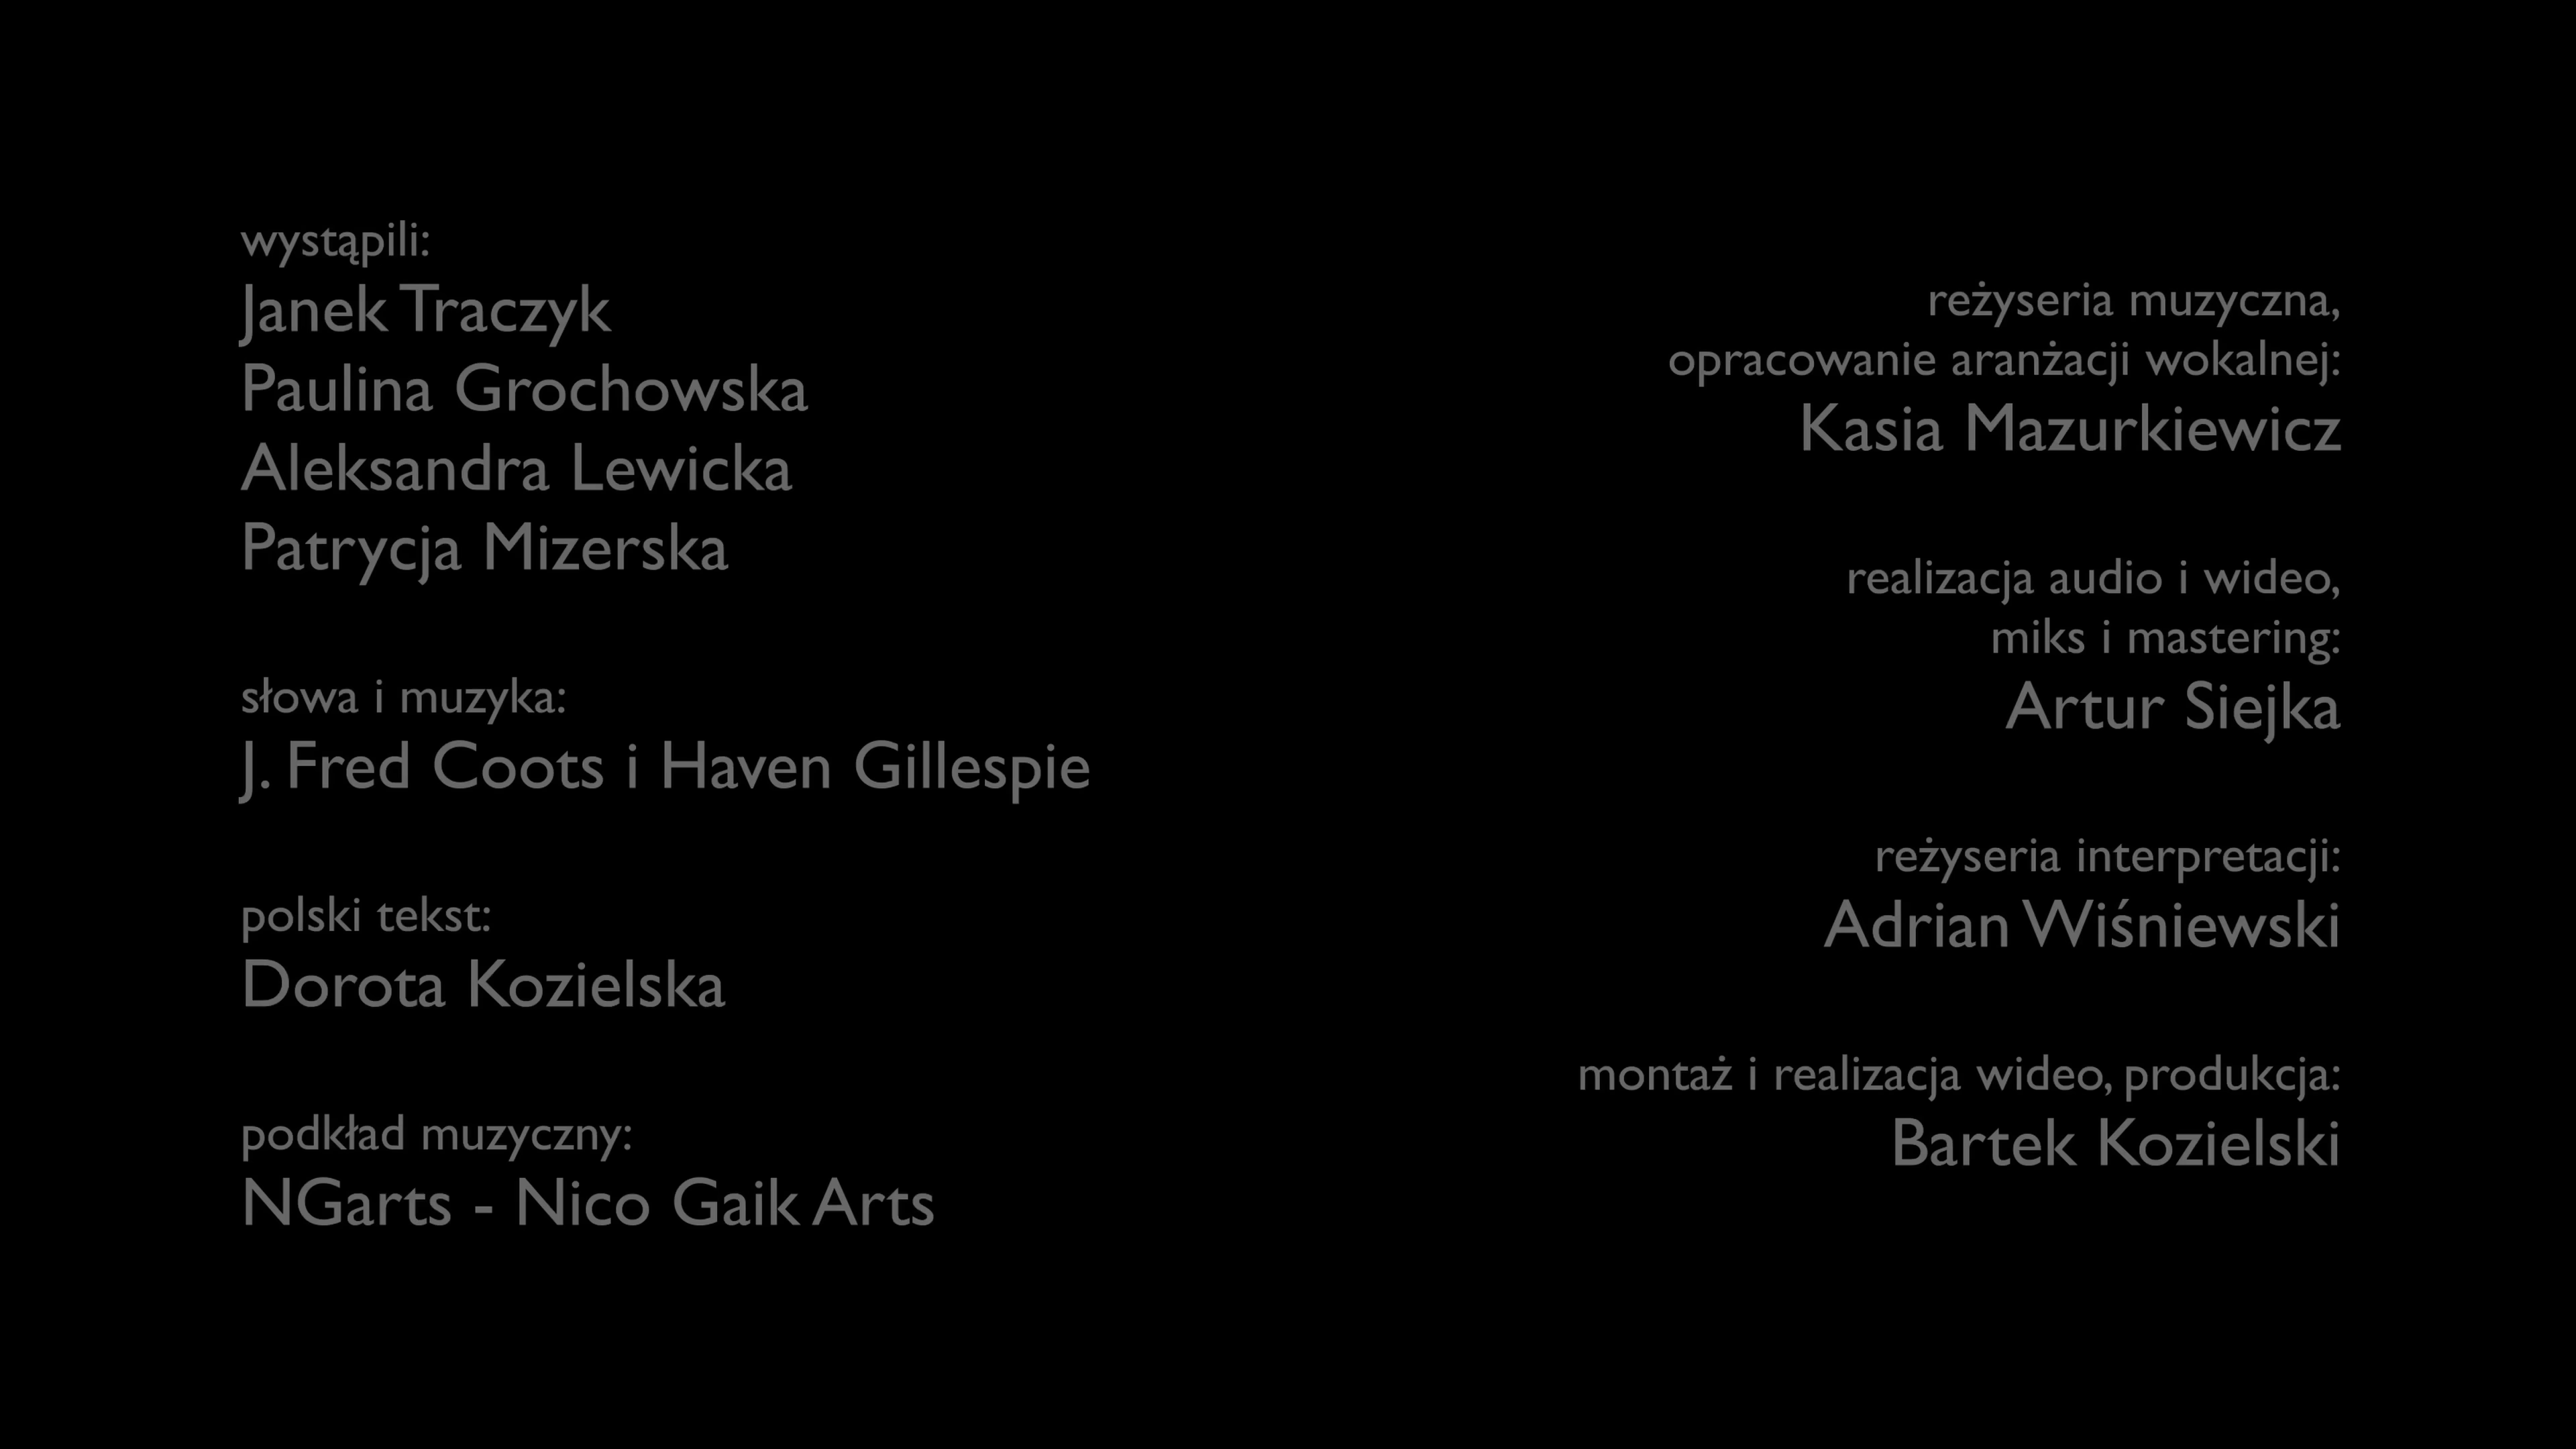 wystąpili:
Janek Traczyk
Paulina Grochowska
Aleksandra Lewicka
Patrycja Mizerska
słowa i muzyka:
J. Fred Coots i Haven Gillespie
polski tekst:
Dorota Kozielska
podkład muzyczny:
NGarts - Nico Gaik Arts
reżyseria muzyczna,
opracowanie aranżacji wokalnej:
Kasia Mazurkiewicz
realizacja audio i wideo,
miks i mastering:
Artur Siejka
reżyseria interpretacji:
Adrian Wiśniewski
montaż i realizacja wideo, produkcja:
Bartek Kozielski